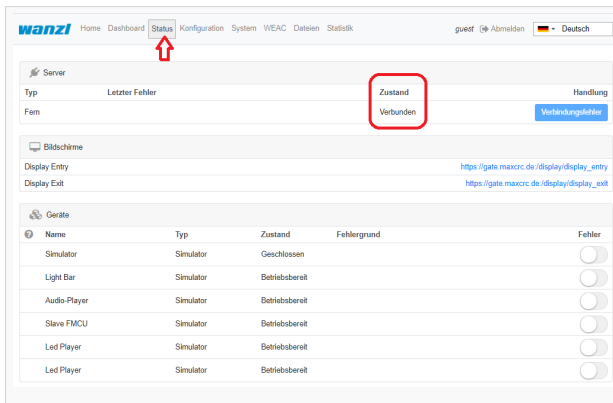 wanzl Home Dashboard Status Konfiguration System WEAC Dateien Statistik guest Abmelden Deutsch
Server
Typ Letzter Fehler Zustand Handlung
Fern Verbunden Verbindungsfehler
Bildschirme
Display Entry https://gate.maxcrc.de:/display/display_entry
Display Exit https://gate.maxcrc.de:/display/display_exit
Geräte
? Name Typ Zustand Fehlergrund Fehler
Simulator Simulator Geschlossen
Light Bar Simulator Betriebsbereit
Audio-Player Simulator Betriebsbereit
Slave FMCU Simulator Betriebsbereit
Led Player Simulator Betriebsbereit
Led Player Simulator Betriebsbereit